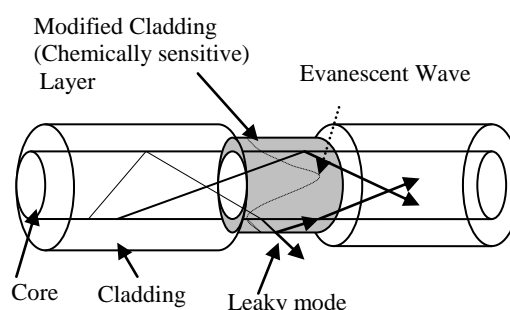 Modified Cladding
(Chemically sensitive)
Layer
Evanescent Wave
Core
Cladding
Leaky mode